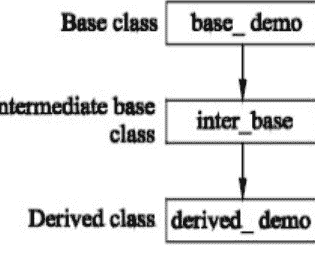 Base class base_ demo
ntermediate base
class
inter_base
Derived class derived_ demo